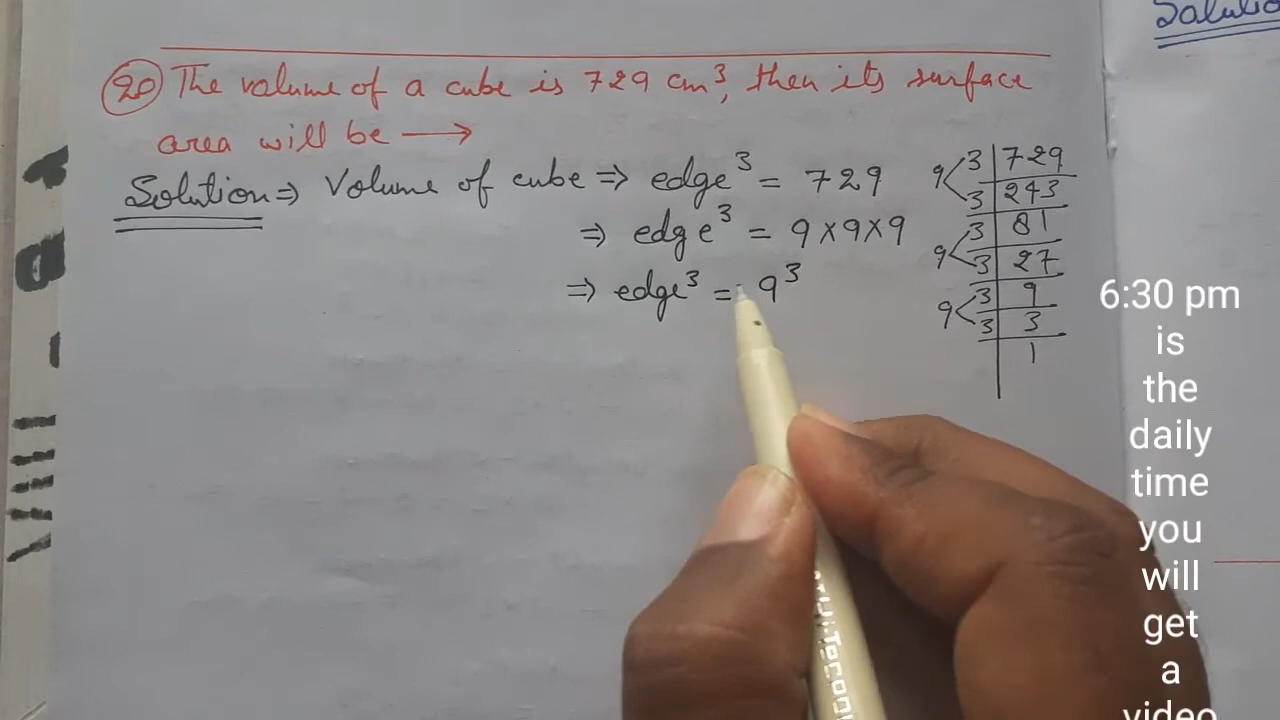 Solutio
20 The volume of a cube is 729 cm³, then its surface
area will be →
Solution ⇒ Volume of cube ⇒ edge³ = 729
⇒ edge³ = 9×9×9
⇒ edge³ = 9³
9 3 729
3 243
9 3 81
3 27
9 3 9
3 3
1
6:30 pm
is
the
daily
time
you
will
get
a
video